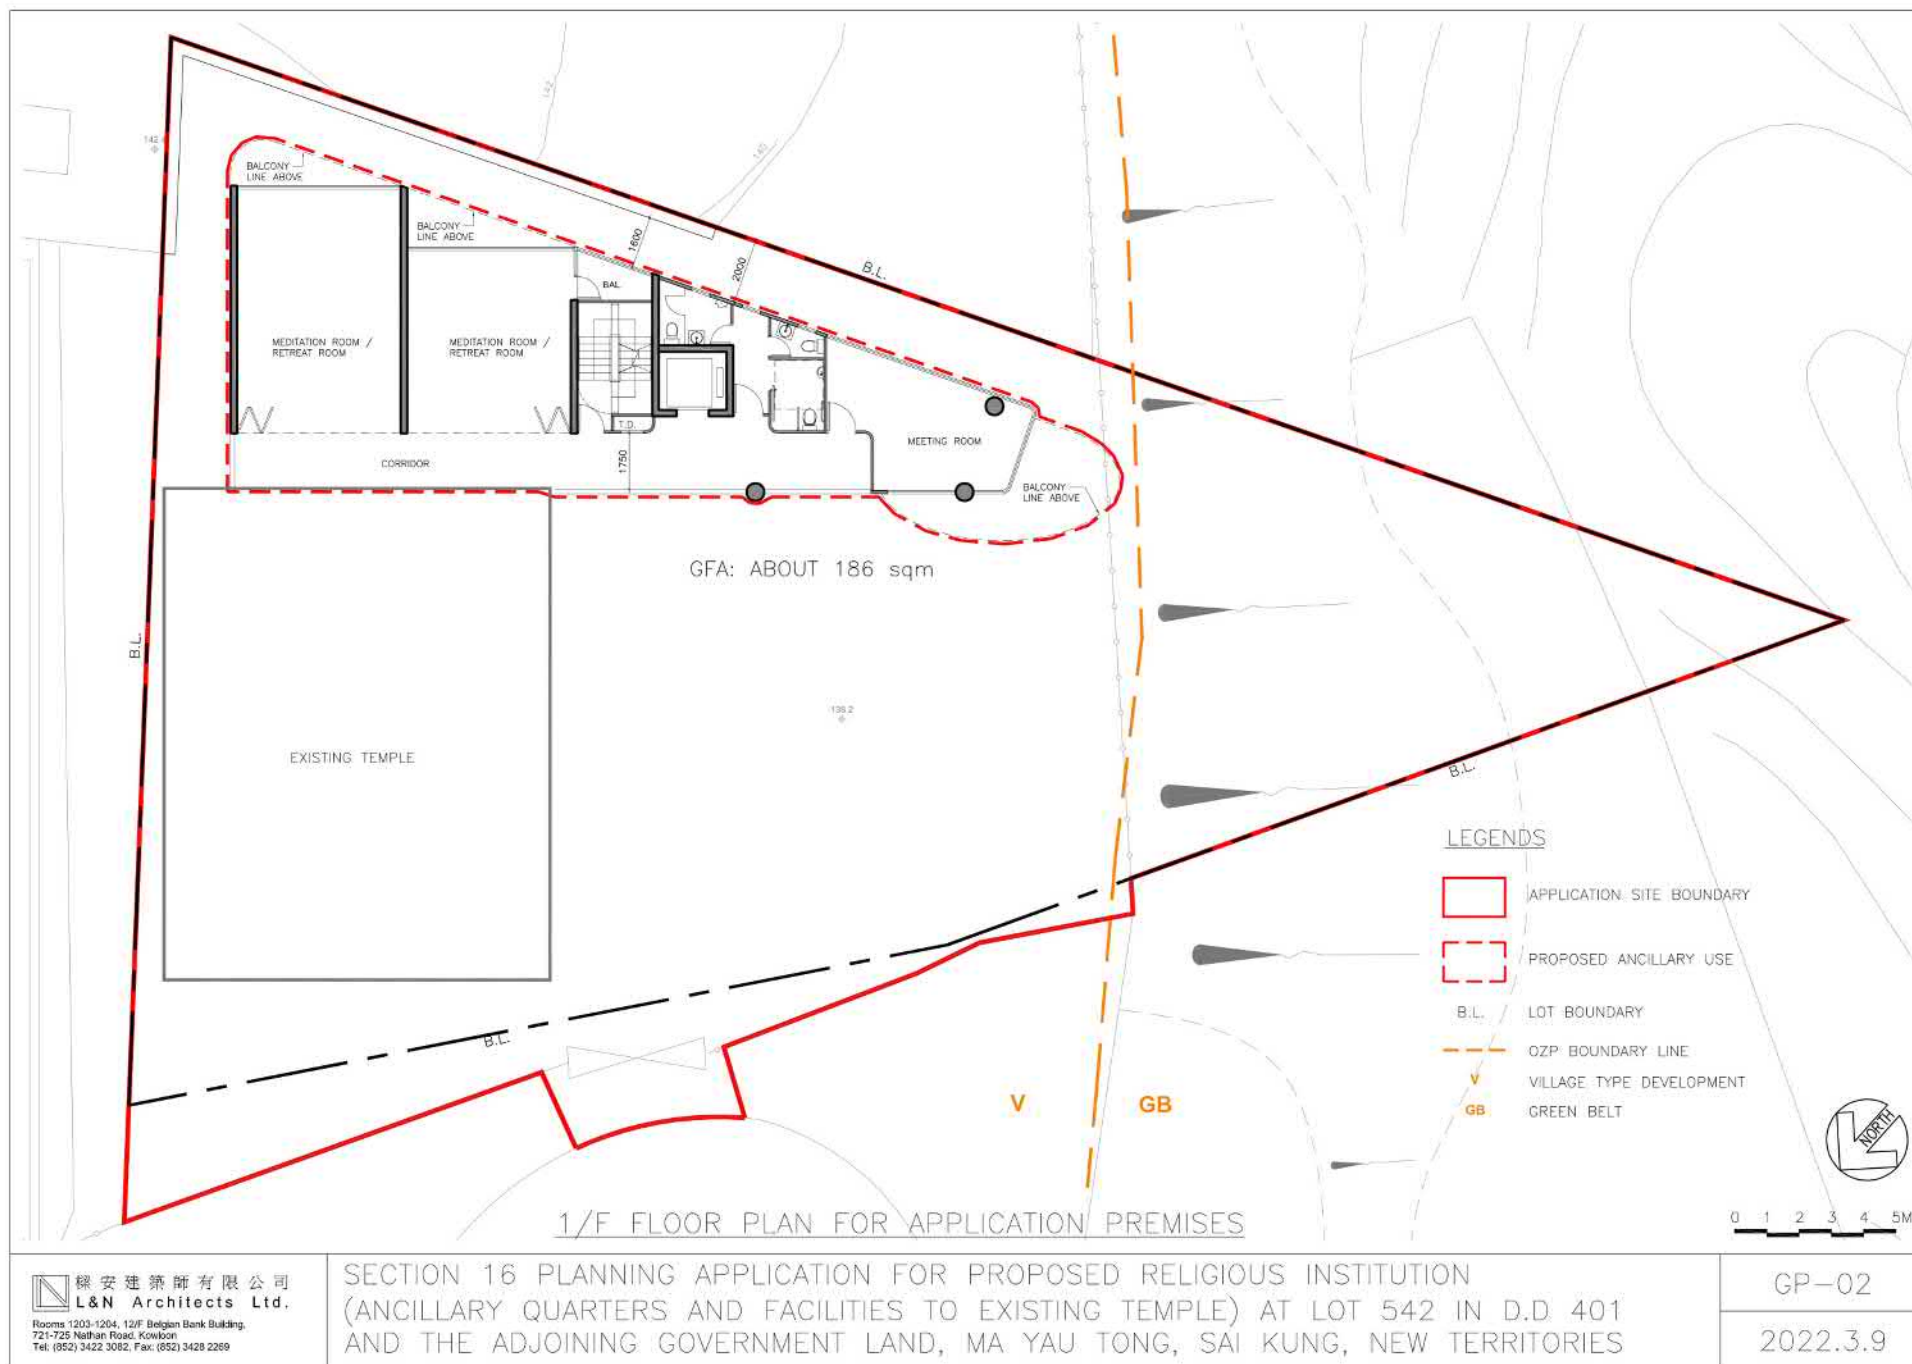 142
142
140
BALCONY
LINE ABOVE
BALCONY
LINE ABOVE
1600
2000
B.L.
BAL
MEDITATION ROOM /
RETREAT ROOM
MEDITATION ROOM /
RETREAT ROOM
T.D.
MEETING ROOM
CORRIDOR
1750
BALCONY
LINE ABOVE
GFA: ABOUT 186 sqm
B.L.
EXISTING TEMPLE
B.L.
B.L.
LEGENDS
APPLICATION SITE BOUNDARY
PROPOSED ANCILLARY USE
B.L. LOT BOUNDARY
OZP BOUNDARY LINE
V VILLAGE TYPE DEVELOPMENT
GB GREEN BELT
V GB
NORTH
0 1 2 3 4 5M
1/F FLOOR PLAN FOR APPLICATION PREMISES
樑安建築師有限公司
L&N Architects Ltd.
Rooms 1203-1204, 12/F Belgian Bank Building,
721-725 Nathan Road, Kowloon
Tel: (852) 3422 3082, Fax: (852) 3428 2269
SECTION 16 PLANNING APPLICATION FOR PROPOSED RELIGIOUS INSTITUTION
(ANCILLARY QUARTERS AND FACILITIES TO EXISTING TEMPLE) AT LOT 542 IN D.D 401
AND THE ADJOINING GOVERNMENT LAND, MA YAU TONG, SAI KUNG, NEW TERRITORIES
GP-02
2022.3.9